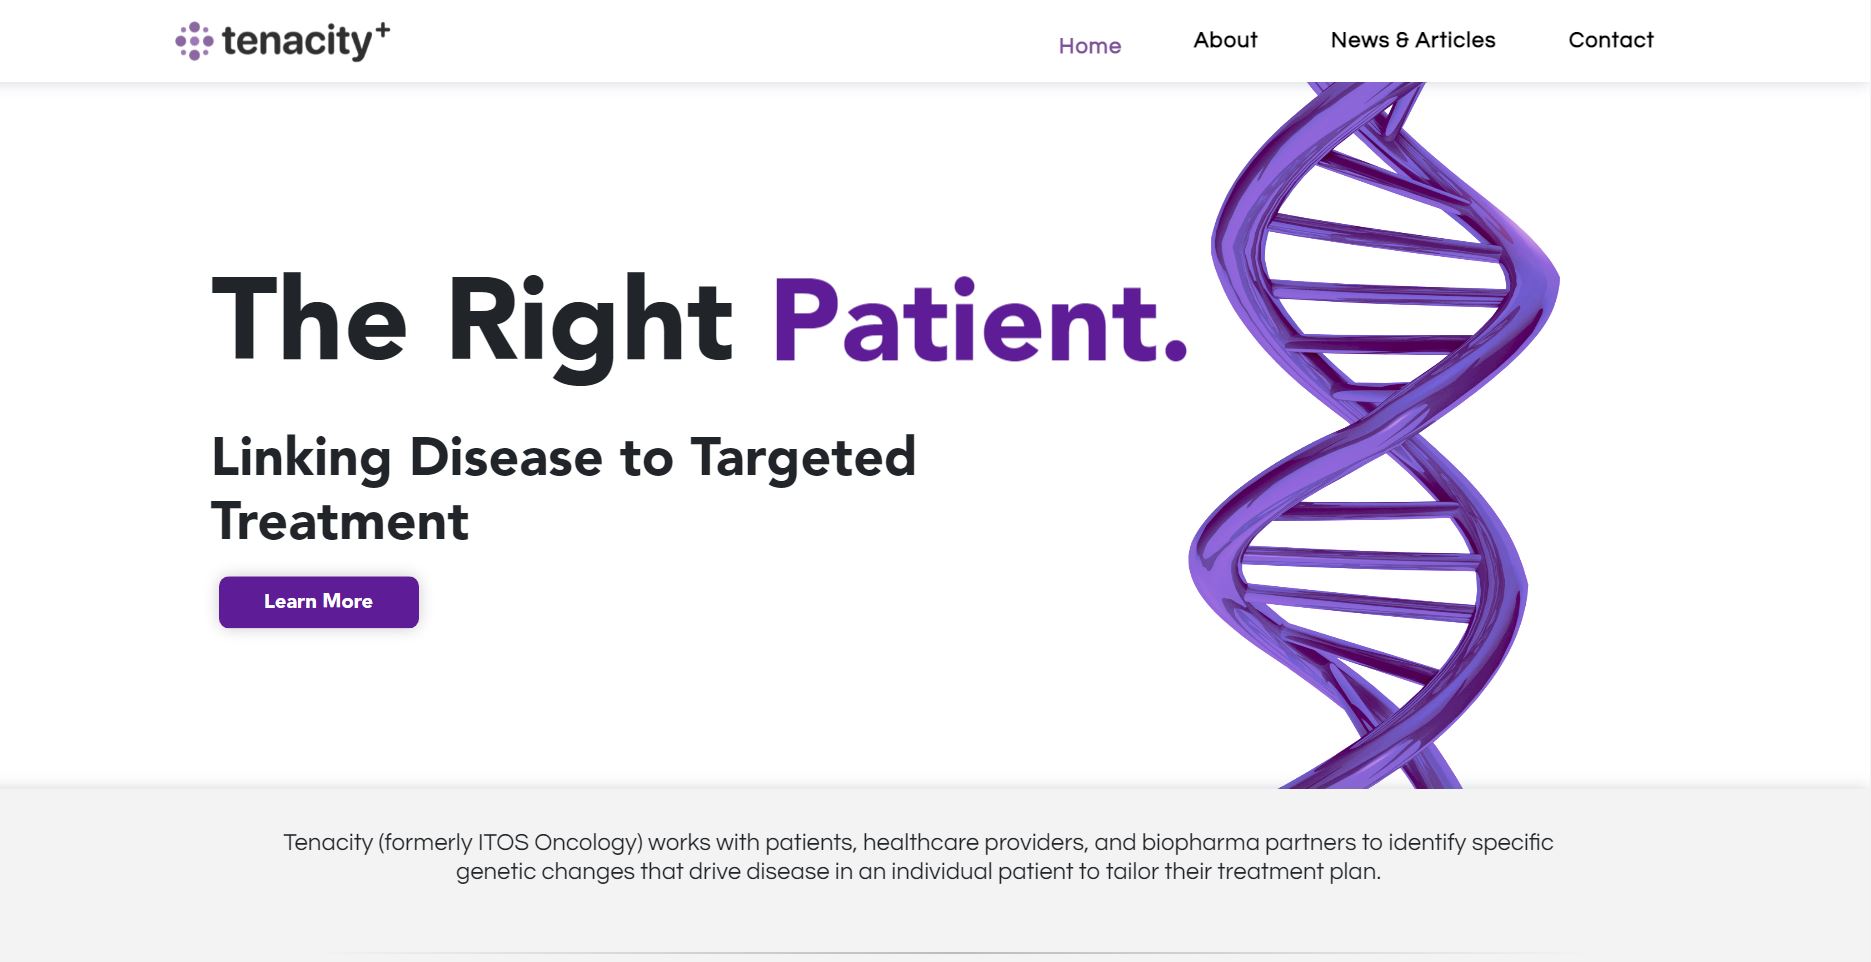 tenacity+
Home
About
News & Articles
Contact
The Right Patient.
Linking Disease to Targeted
Treatment
Learn More
Tenacity (formerly ITOS Oncology) works with patients, healthcare providers, and biopharma partners to identify specific
genetic changes that drive disease in an individual patient to tailor their treatment plan.